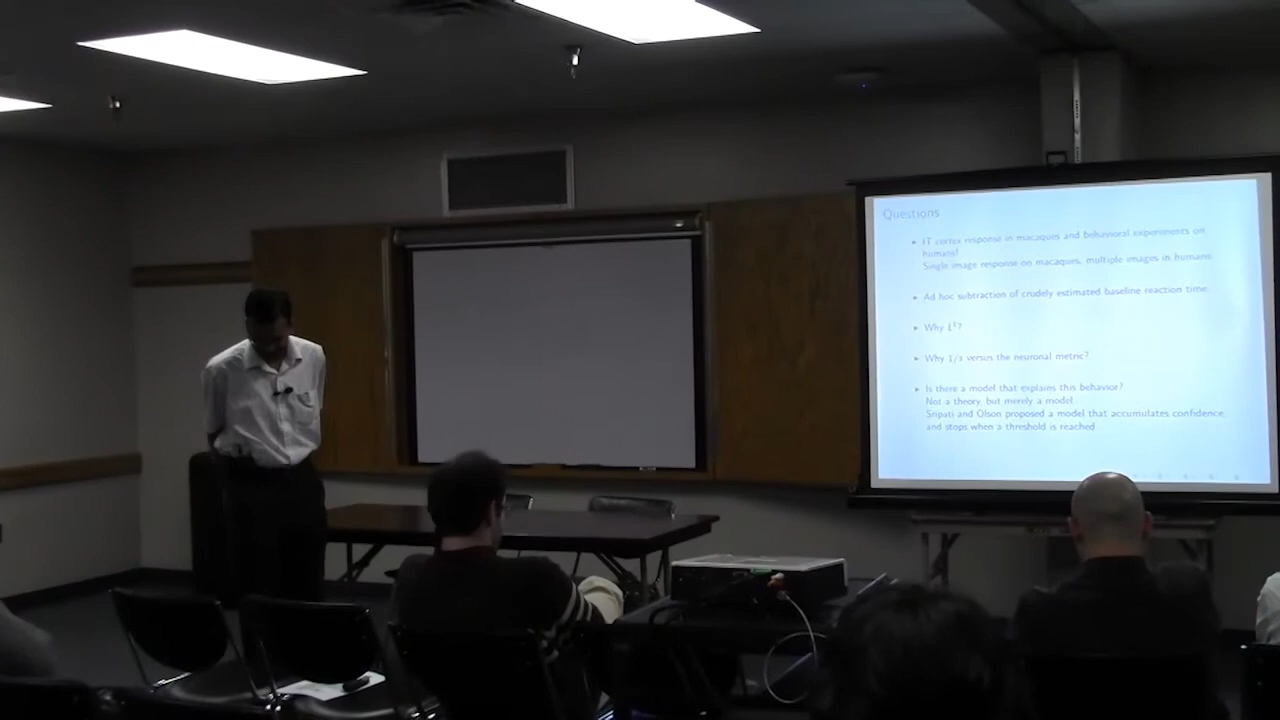 Questions
IT cortex response in macaques and behavioral experiments on
humans?
Single image response on macaques, multiple images in humans.
Ad hoc subtraction of crudely estimated baseline reaction time.
Why L¹?
Why 1/s versus the neuronal metric?
Is there a model that explains this behavior?
Not a theory, but merely a model.
Sripati and Olson proposed a model that accumulates confidence,
and stops when a threshold is reached